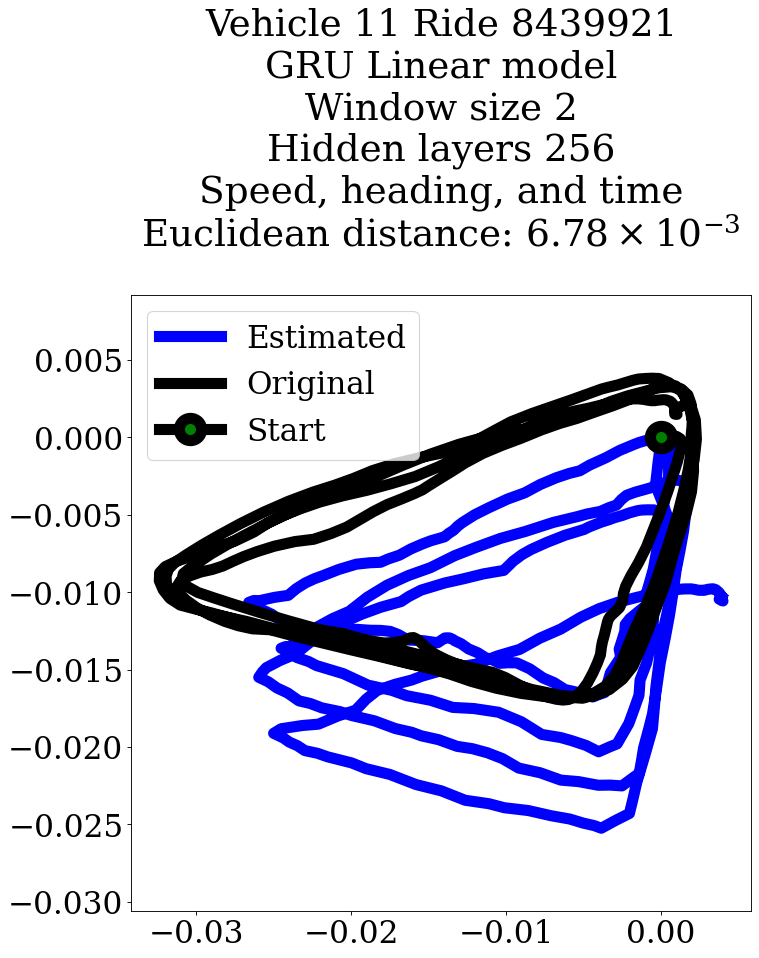 Vehicle 11 Ride 8439921
GRU Linear model
Window size 2
Hidden layers 256
Speed, heading, and time
Euclidean distance: 6.78 × 10⁻³
Estimated
Original
Start
0.005
0.000
−0.005
−0.010
−0.015
−0.020
−0.025
−0.030
−0.03 −0.02 −0.01 0.00